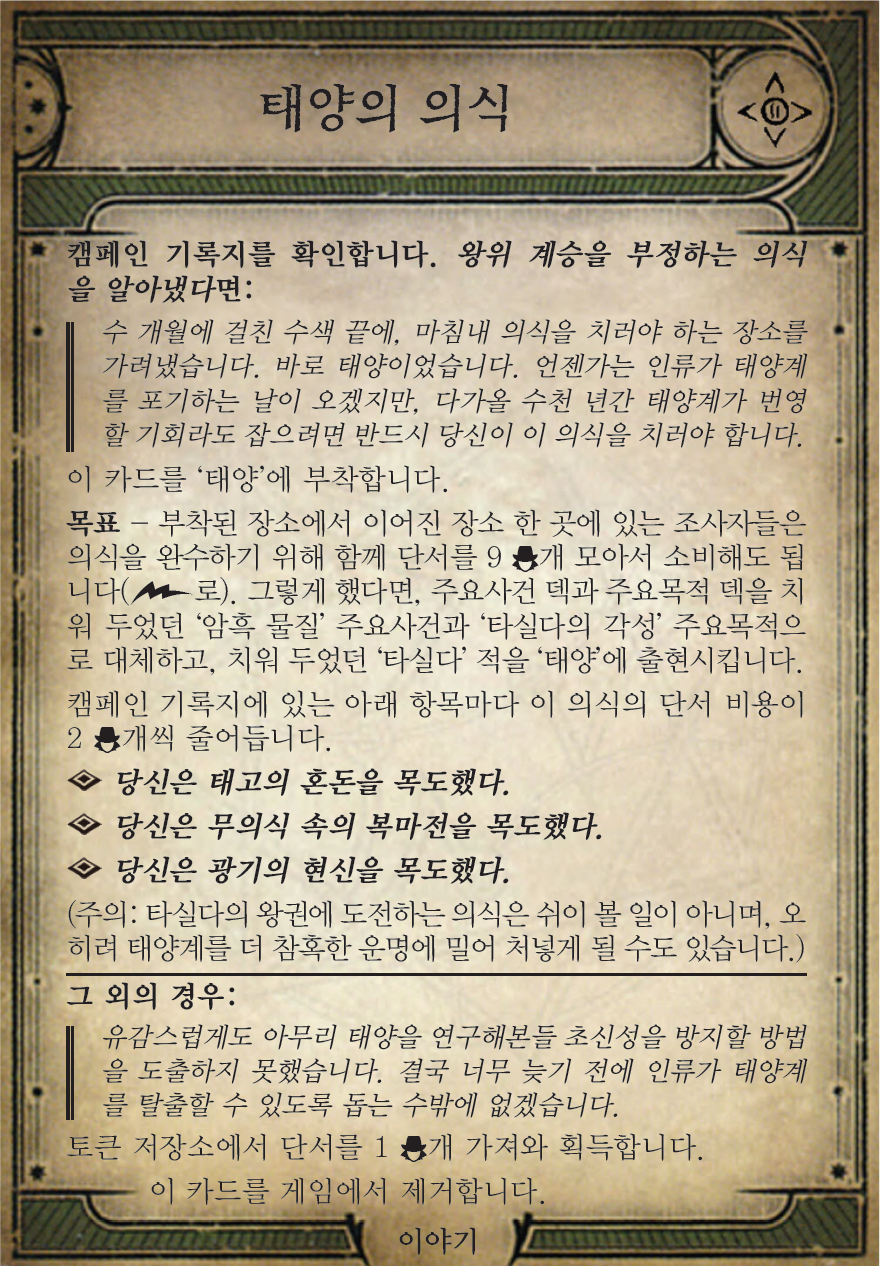 태양의 의식
캠페인 기록지를 확인합니다. 왕위 계승을 부정하는 의식
을 알아냈다면:
수 개월에 걸친 수색 끝에, 마침내 의식을 치러야 하는 장소를
가려냈습니다. 바로 태양이었습니다. 언젠가는 인류가 태양계
를 포기하는 날이 오겠지만, 다가올 수천 년간 태양계가 번영
할 기회라도 잡으려면 반드시 당신이 이 의식을 치러야 합니다.
이 카드를 ‘태양’에 부착합니다.
목표 – 부착된 장소에서 이어진 장소 한 곳에 있는 조사자들은
의식을 완수하기 위해 함께 단서를 9 개 모아서 소비해도 됩
니다( 로). 그렇게 했다면, 주요사건 덱과 주요목적 덱을 치
워 두었던 ‘암흑 물질’ 주요사건과 ‘타실다의 각성’ 주요목적으
로 대체하고, 치워 두었던 ‘타실다’ 적을 ‘태양’에 출현시킵니다.
캠페인 기록지에 있는 아래 항목마다 이 의식의 단서 비용이
2 개씩 줄어듭니다.
당신은 태고의 혼돈을 목도했다.
당신은 무의식 속의 복마전을 목도했다.
당신은 광기의 현신을 목도했다.
(주의: 타실다의 왕권에 도전하는 의식은 쉬이 볼 일이 아니며, 오
히려 태양계를 더 참혹한 운명에 밀어 처넣게 될 수도 있습니다.)
그 외의 경우:
유감스럽게도 아무리 태양을 연구해본들 초신성을 방지할 방법
을 도출하지 못했습니다. 결국 너무 늦기 전에 인류가 태양계
를 탈출할 수 있도록 돕는 수밖에 없겠습니다.
토큰 저장소에서 단서를 1 개 가져와 획득합니다.
이 카드를 게임에서 제거합니다.
이야기